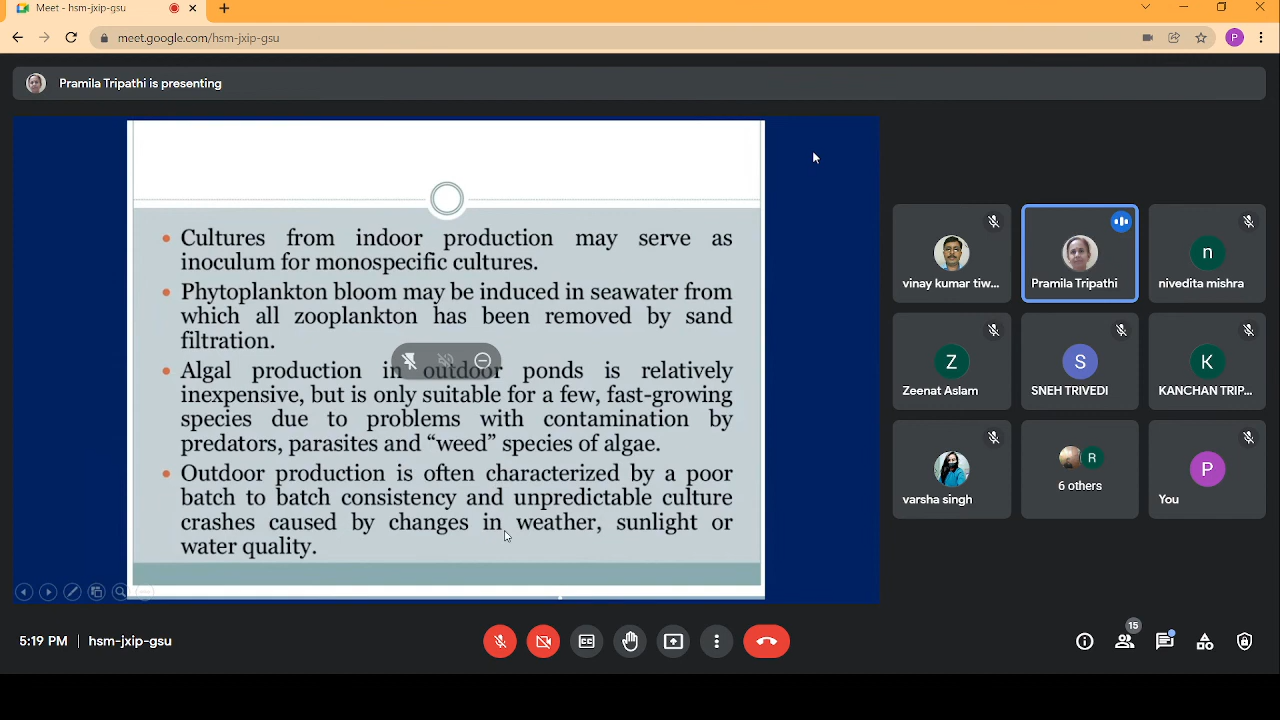 Meet - hsm-jxip-gsu
meet.google.com/hsm-jxip-gsu
P
Pramila Tripathi is presenting
• Cultures from indoor production may serve as
inoculum for monospecific cultures.
• Phytoplankton bloom may be induced in seawater from
which all zooplankton has been removed by sand
filtration.
• Algal production in outdoor ponds is relatively
inexpensive, but is only suitable for a few, fast-growing
species due to problems with contamination by
predators, parasites and “weed” species of algae.
• Outdoor production is often characterized by a poor
batch to batch consistency and unpredictable culture
crashes caused by changes in weather, sunlight or
water quality.
vinay kumar tiw...
Pramila Tripathi
n
nivedita mishra
Z
Zeenat Aslam
S
SNEH TRIVEDI
K
KANCHAN TRIP...
varsha singh
R
6 others
P
You
5:19 PM | hsm-jxip-gsu
15